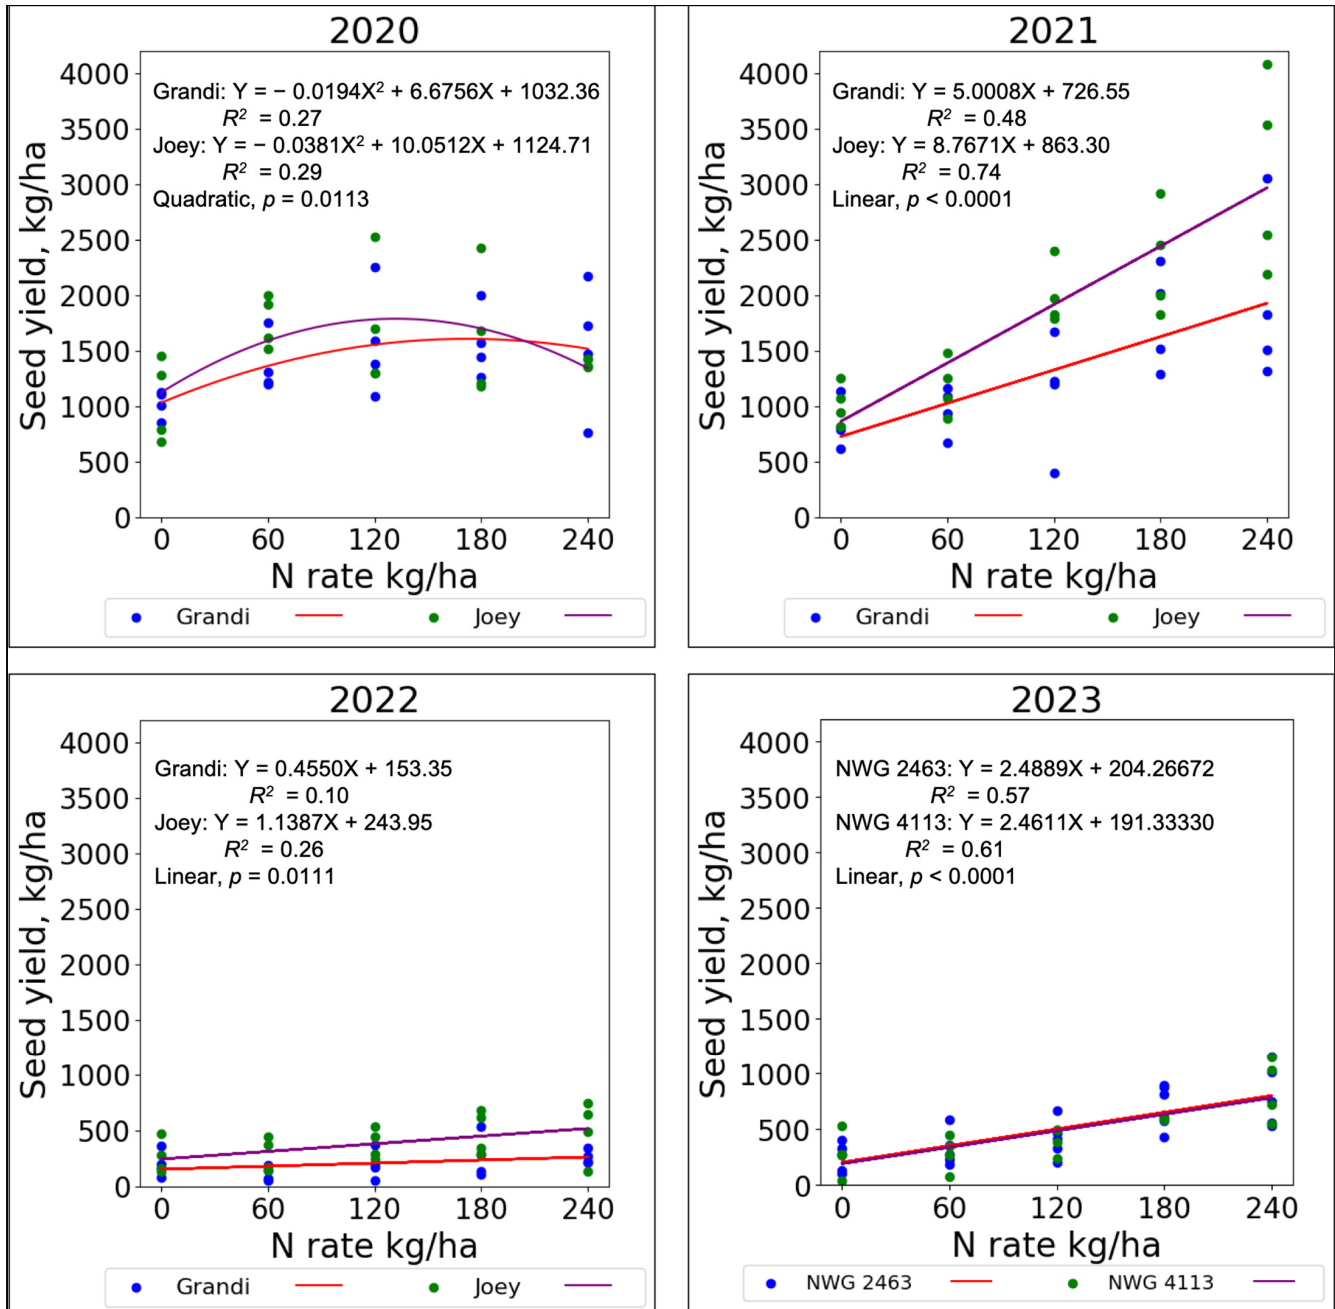 2020
Seed yield, kg/ha
4000
3500
3000
2500
2000
1500
1000
500
0
Grandi: Y = − 0.0194X² + 6.6756X + 1032.36
R² = 0.27
Joey: Y = − 0.0381X² + 10.0512X + 1124.71
R² = 0.29
Quadratic, p = 0.0113
0 60 120 180 240
N rate kg/ha
Grandi Joey
2021
Seed yield, kg/ha
4000
3500
3000
2500
2000
1500
1000
500
0
Grandi: Y = 5.0008X + 726.55
R² = 0.48
Joey: Y = 8.7671X + 863.30
R² = 0.74
Linear, p < 0.0001
0 60 120 180 240
N rate kg/ha
Grandi Joey
2022
Seed yield, kg/ha
4000
3500
3000
2500
2000
1500
1000
500
0
Grandi: Y = 0.4550X + 153.35
R² = 0.10
Joey: Y = 1.1387X + 243.95
R² = 0.26
Linear, p = 0.0111
0 60 120 180 240
N rate kg/ha
Grandi Joey
2023
Seed yield, kg/ha
4000
3500
3000
2500
2000
1500
1000
500
0
NWG 2463: Y = 2.4889X + 204.26672
R² = 0.57
NWG 4113: Y = 2.4611X + 191.33330
R² = 0.61
Linear, p < 0.0001
0 60 120 180 240
N rate kg/ha
NWG 2463 NWG 4113